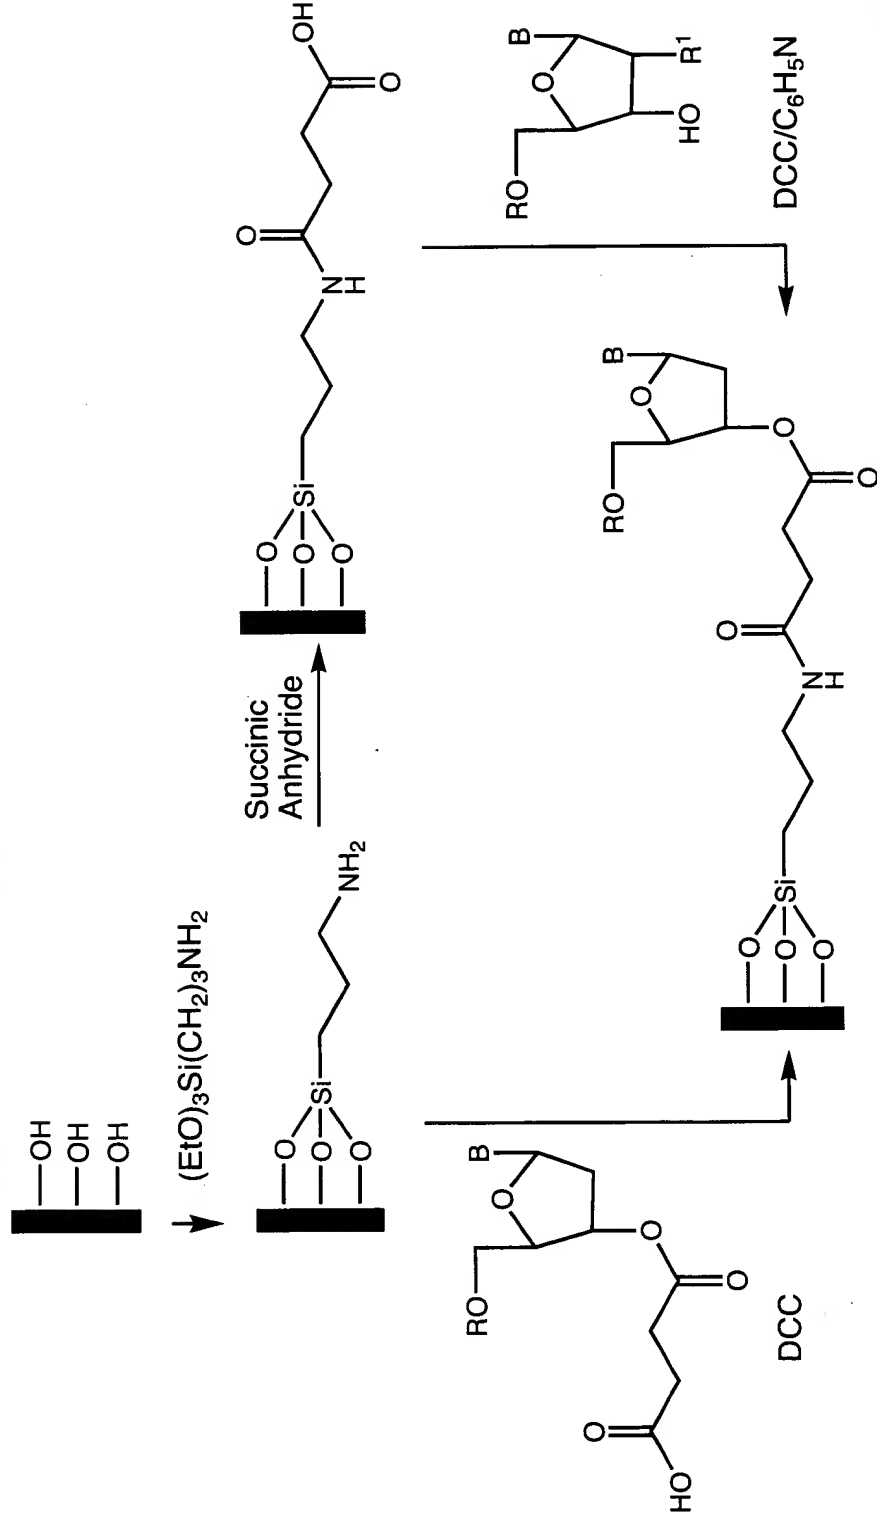 OH
OH
OH
(EtO)₃Si(CH₂)₃NH₂
O
O
O
Si
NH₂
Succinic
Anhydride
O
O
O
Si
N
H
O
OH
O
HO
O
O
O
RO
O
B
DCC
RO
O
B
HO
R¹
DCC/C₆H₅N
O
O
O
Si
N
H
O
O
O
RO
O
B